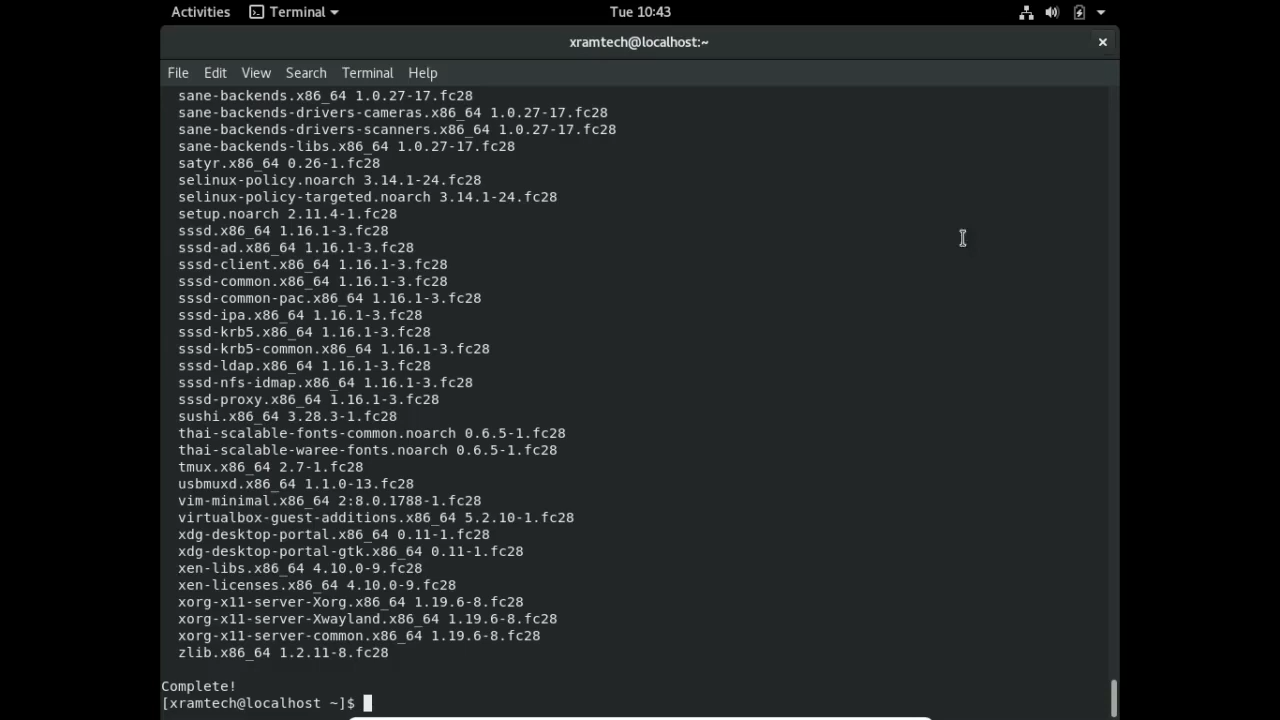 Activities Terminal Tue 10:43
xramtech@localhost:~
File Edit View Search Terminal Help
sane-backends.x86_64 1.0.27-17.fc28
sane-backends-drivers-cameras.x86_64 1.0.27-17.fc28
sane-backends-drivers-scanners.x86_64 1.0.27-17.fc28
sane-backends-libs.x86_64 1.0.27-17.fc28
satyr.x86_64 0.26-1.fc28
selinux-policy.noarch 3.14.1-24.fc28
selinux-policy-targeted.noarch 3.14.1-24.fc28
setup.noarch 2.11.4-1.fc28
sssd.x86_64 1.16.1-3.fc28
sssd-ad.x86_64 1.16.1-3.fc28
sssd-client.x86_64 1.16.1-3.fc28
sssd-common.x86_64 1.16.1-3.fc28
sssd-common-pac.x86_64 1.16.1-3.fc28
sssd-ipa.x86_64 1.16.1-3.fc28
sssd-krb5.x86_64 1.16.1-3.fc28
sssd-krb5-common.x86_64 1.16.1-3.fc28
sssd-ldap.x86_64 1.16.1-3.fc28
sssd-nfs-idmap.x86_64 1.16.1-3.fc28
sssd-proxy.x86_64 1.16.1-3.fc28
sushi.x86_64 3.28.3-1.fc28
thai-scalable-fonts-common.noarch 0.6.5-1.fc28
thai-scalable-waree-fonts.noarch 0.6.5-1.fc28
tmux.x86_64 2.7-1.fc28
usbmuxd.x86_64 1.1.0-13.fc28
vim-minimal.x86_64 2:8.0.1788-1.fc28
virtualbox-guest-additions.x86_64 5.2.10-1.fc28
xdg-desktop-portal.x86_64 0.11-1.fc28
xdg-desktop-portal-gtk.x86_64 0.11-1.fc28
xen-libs.x86_64 4.10.0-9.fc28
xen-licenses.x86_64 4.10.0-9.fc28
xorg-x11-server-Xorg.x86_64 1.19.6-8.fc28
xorg-x11-server-Xwayland.x86_64 1.19.6-8.fc28
xorg-x11-server-common.x86_64 1.19.6-8.fc28
zlib.x86_64 1.2.11-8.fc28
Complete!
[xramtech@localhost ~]$